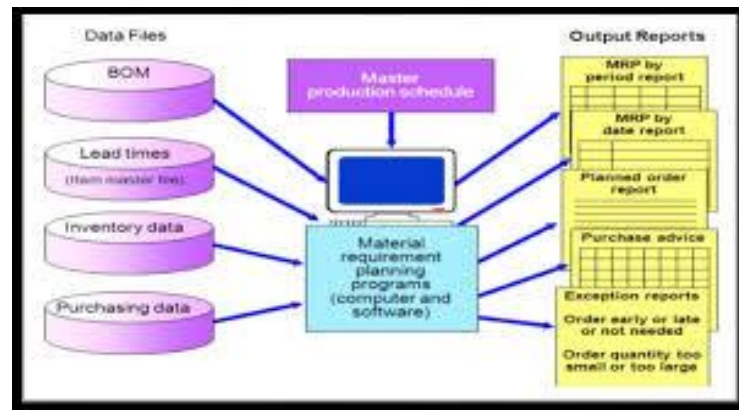 Data Files
Output Reports
BOM
Lead times
(Item master file)
Inventory data
Purchasing data
Master
production schedule
Material
requirement
planning
programs
(computer and
software)
MRP by
period report
MRP by
date report
Planned order
report
Purchase advice
Exception reports
Order early or late
or not needed
Order quantity too
small or too large